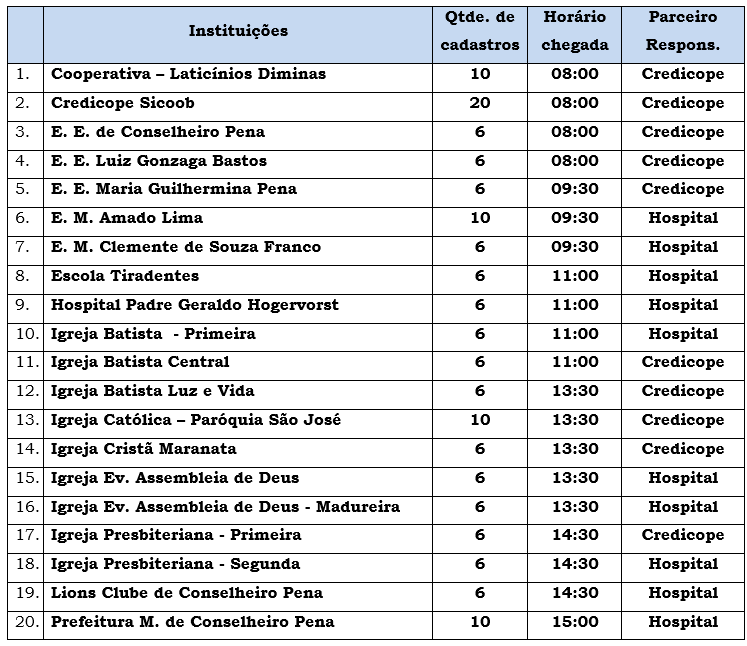 Instituições Qtde. de cadastros Horário chegada Parceiro Respons.
1. Cooperativa – Laticínios Diminas 10 08:00 Credicope
2. Credicope Sicoob 20 08:00 Credicope
3. E. E. de Conselheiro Pena 6 08:00 Credicope
4. E. E. Luiz Gonzaga Bastos 6 08:00 Credicope
5. E. E. Maria Guilhermina Pena 6 09:30 Credicope
6. E. M. Amado Lima 10 09:30 Hospital
7. E. M. Clemente de Souza Franco 6 09:30 Hospital
8. Escola Tiradentes 6 11:00 Hospital
9. Hospital Padre Geraldo Hogervorst 6 11:00 Hospital
10. Igreja Batista  - Primeira 6 11:00 Hospital
11. Igreja Batista Central 6 11:00 Credicope
12. Igreja Batista Luz e Vida 6 13:30 Credicope
13. Igreja Católica – Paróquia São José 10 13:30 Credicope
14. Igreja Cristã Maranata 6 13:30 Credicope
15. Igreja Ev. Assembleia de Deus 6 13:30 Hospital
16. Igreja Ev. Assembleia de Deus - Madureira 6 13:30 Hospital
17. Igreja Presbiteriana - Primeira 6 14:30 Credicope
18. Igreja Presbiteriana - Segunda 6 14:30 Hospital
19. Lions Clube de Conselheiro Pena 6 14:30 Hospital
20. Prefeitura M. de Conselheiro Pena 10 15:00 Hospital